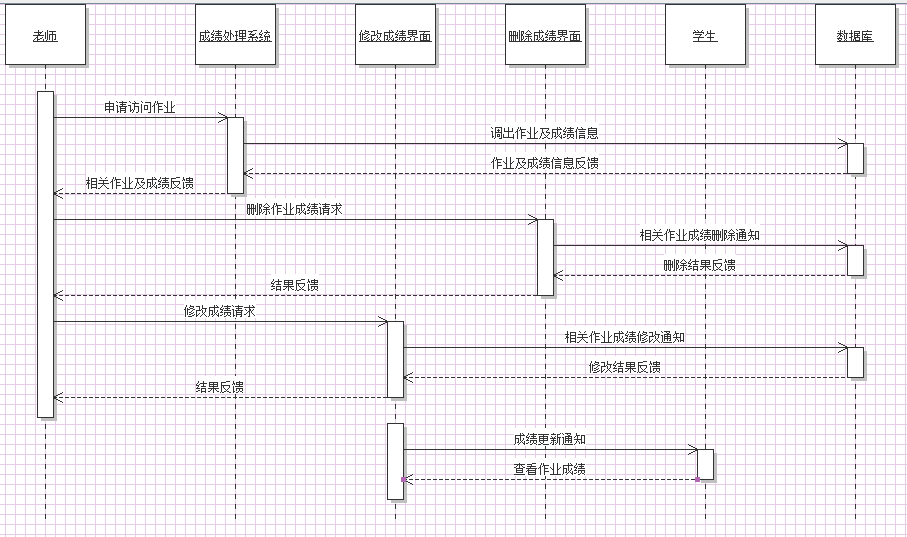 老师
成绩处理系统
修改成绩界面
删除成绩界面
学生
数据库
申请访问作业
调出作业及成绩信息
作业及成绩信息反馈
相关作业及成绩反馈
删除作业成绩请求
相关作业成绩删除通知
删除结果反馈
结果反馈
修改成绩请求
相关作业成绩修改通知
修改结果反馈
结果反馈
成绩更新通知
查看作业成绩